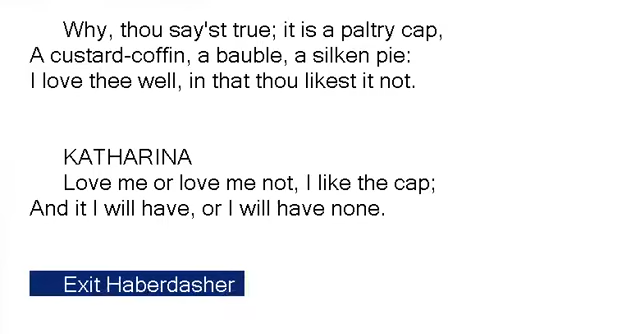 Why, thou say'st true; it is a paltry cap,
A custard-coffin, a bauble, a silken pie:
I love thee well, in that thou likest it not.
KATHARINA
Love me or love me not, I like the cap;
And it I will have, or I will have none.
Exit Haberdasher